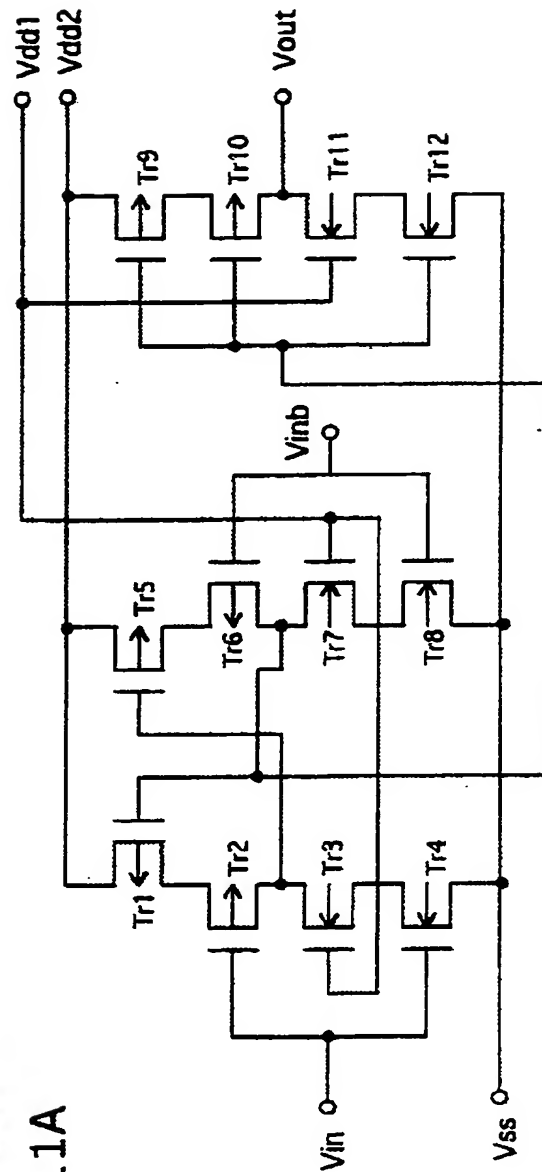 .1A
Vdd1
Vdd2
Tr9
Tr10
Vout
Tr11
Tr12
Vinb
Tr5
Tr6
Tr7
Tr8
Tr1
Tr2
Tr3
Tr4
Vin
Vss